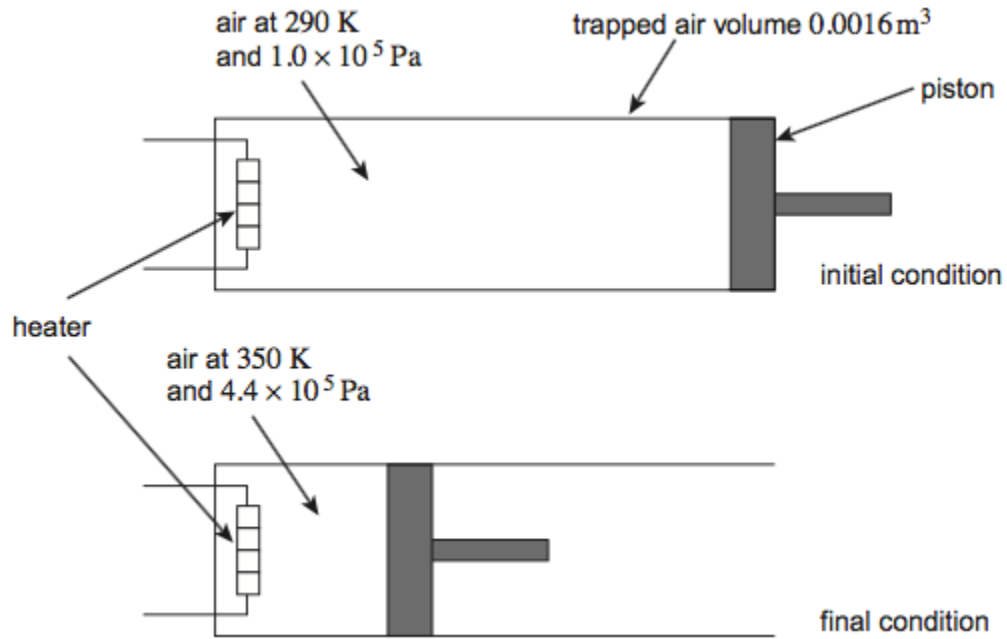 air at 290 K
and 1.0 × 10⁵ Pa
trapped air volume 0.0016 m³
piston
initial condition
heater
air at 350 K
and 4.4 × 10⁵ Pa
final condition